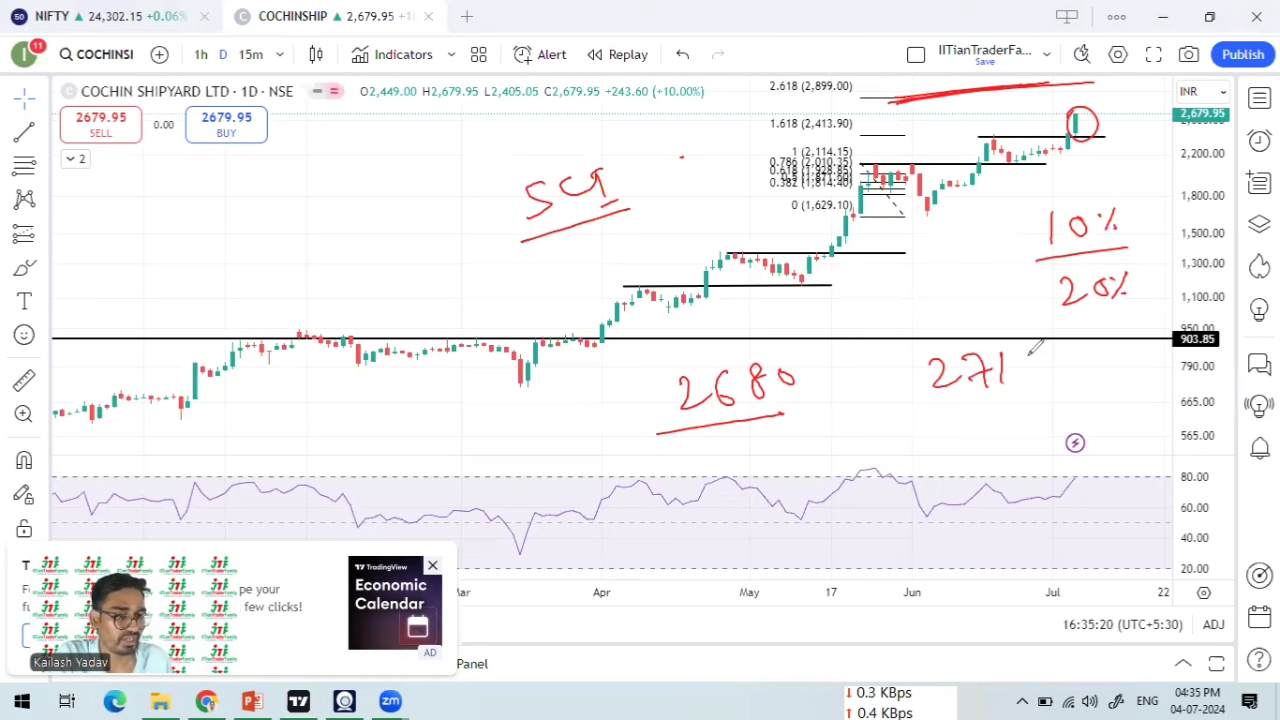 NIFTY ▲ 24,302.15 +0.06%
COCHINSHIP ▲ 2,679.95
11
COCHINSI
1h D 15m
Indicators
Alert
Replay
IITianTraderFa...
Save
Publish
COCHIN SHIPYARD LTD · 1D · NSE
O2,449.00 H2,679.95 L2,405.05 C2,679.95 +243.60 (+10.00%)
2679.95
SELL
0.00
2679.95
BUY
2
2.618 (2,899.00)
1.618 (2,413.90)
1 (2,114.15)
0.786 (2,010.35)
0.382 (1,814.40)
0 (1,629.10)
INR
2,679.95
2,200.00
1,800.00
1,500.00
1,300.00
1,100.00
950.00
903.85
790.00
665.00
565.00
80.00
60.00
40.00
20.00
SCI
10%
20%
2680
271
Apr
May
17
Jun
Jul
22
16:35:20 (UTC+5:30)
ADJ
pe your
few clicks!
TradingView
Economic
Calendar
AD
Kailash Yadav
Panel
0.3 KBps
0.4 KBps
ENG
04:35 PM
04-07-2024